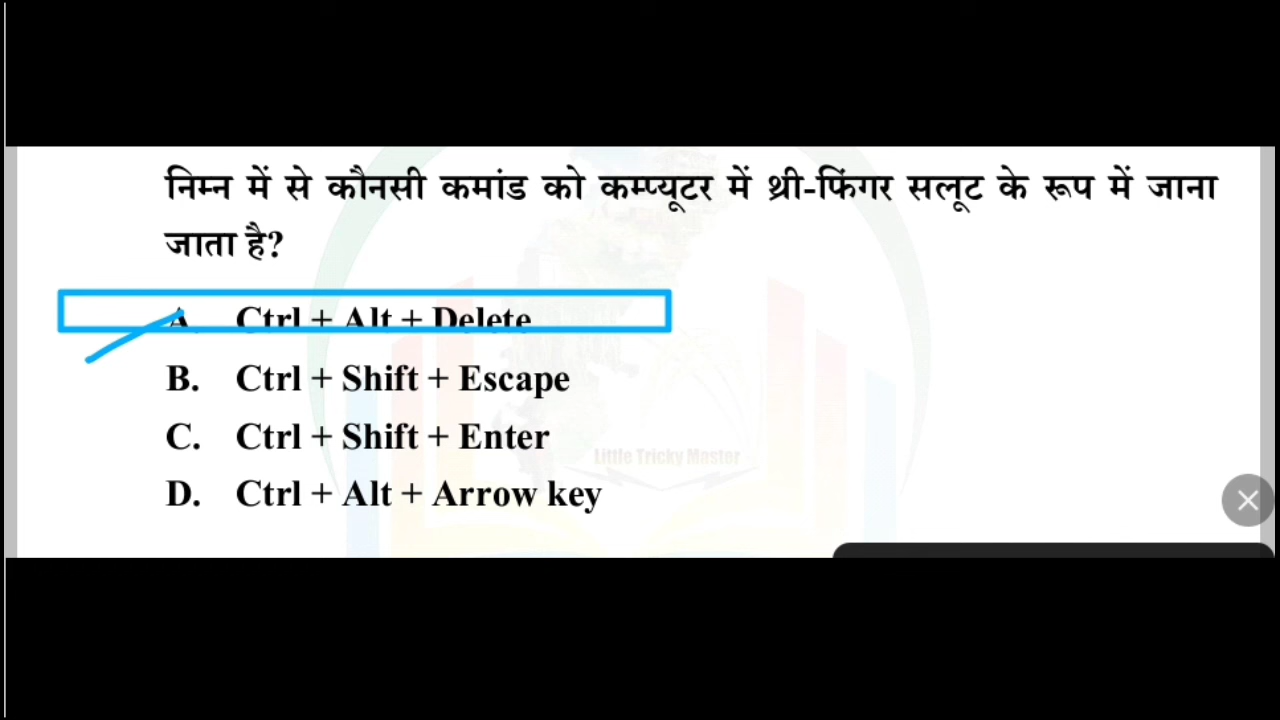 निम्न में से कौनसी कमांड को कम्प्यूटर में थ्री-फिंगर सलूट के रूप में जाना
जाता है?
A. Ctrl + Alt + Delete
B. Ctrl + Shift + Escape
C. Ctrl + Shift + Enter
Little Tricky Master
D. Ctrl + Alt + Arrow key